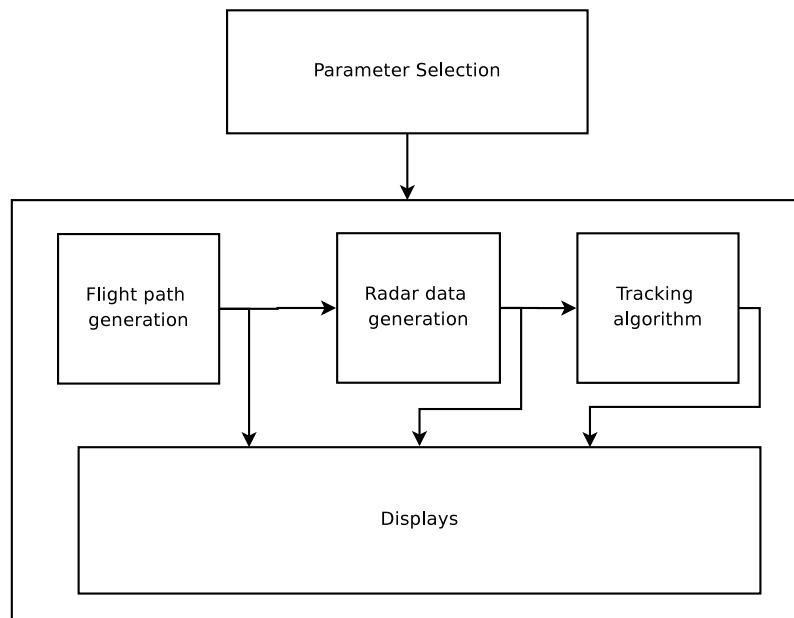 Parameter Selection
Flight path
generation
Radar data
generation
Tracking
algorithm
Displays